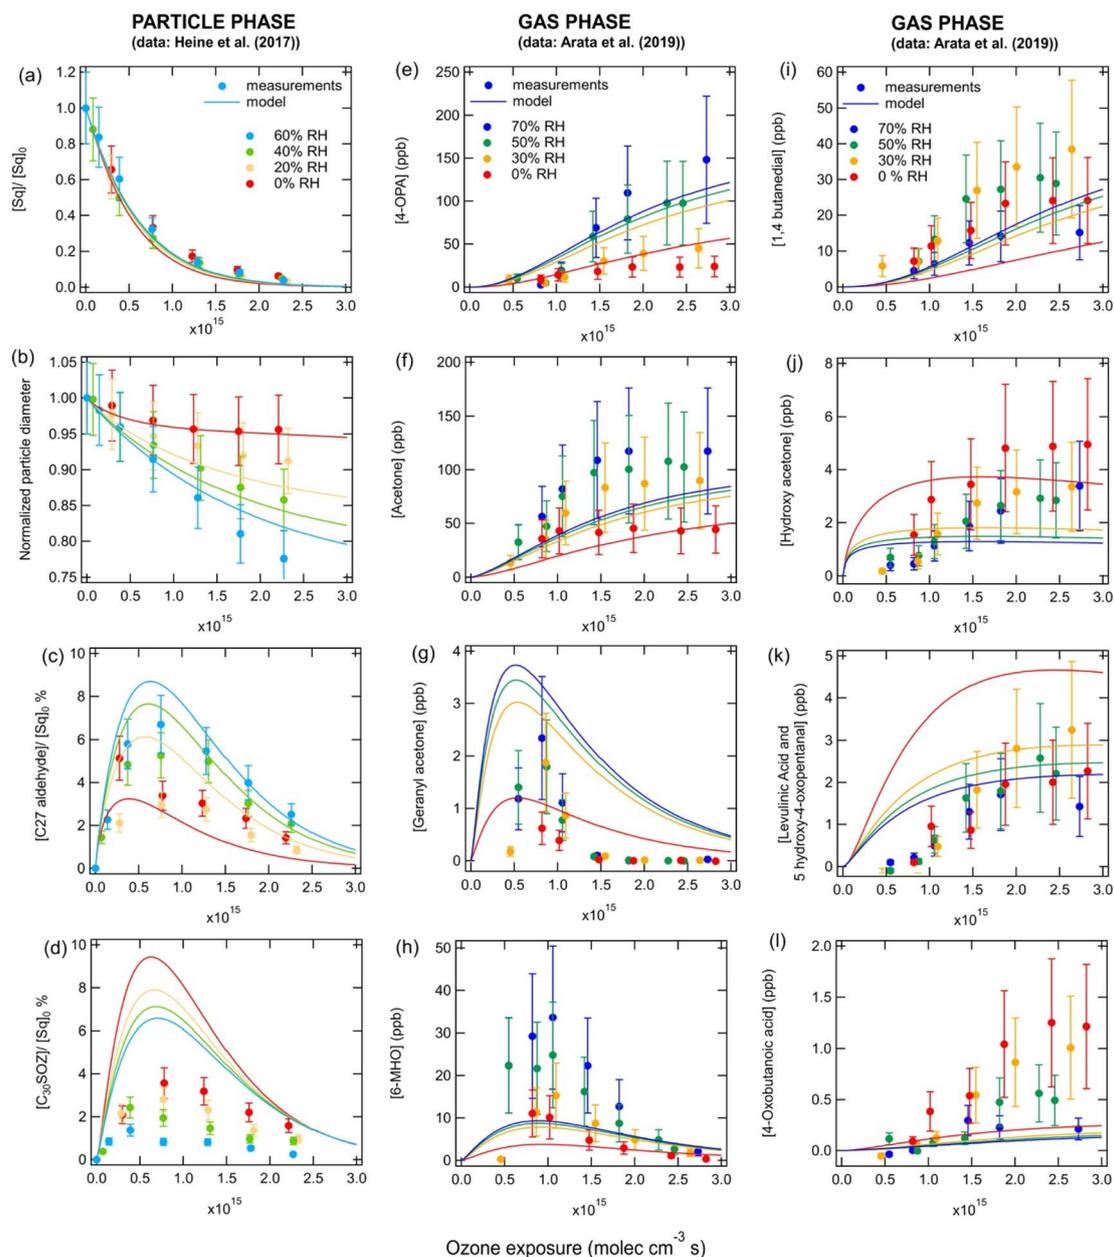 PARTICLE PHASE
(data: Heine et al. (2017))
GAS PHASE
(data: Arata et al. (2019))
GAS PHASE
(data: Arata et al. (2019))
(a)
[Sq]/ [Sq]0
1.2
1.0
0.8
0.6
0.4
0.2
0.0
measurements
model
60% RH
40% RH
20% RH
0% RH
0.0 0.5 1.0 1.5 2.0 2.5 3.0
x10^15
(e)
[4-OPA] (ppb)
250
200
150
100
50
0
measurements
model
70% RH
50% RH
30% RH
0% RH
0.0 0.5 1.0 1.5 2.0 2.5 3.0
x10^15
(i)
[1,4 butanedial] (ppb)
60
50
40
30
20
10
0
measurements
model
70% RH
50% RH
30% RH
0 % RH
0.0 0.5 1.0 1.5 2.0 2.5 3.0
x10^15
(b)
Normalized particle diameter
1.05
1.00
0.95
0.90
0.85
0.80
0.75
0.0 0.5 1.0 1.5 2.0 2.5 3.0
x10^15
(f)
[Acetone] (ppb)
200
150
100
50
0
0.0 0.5 1.0 1.5 2.0 2.5 3.0
x10^15
(j)
[Hydroxy acetone] (ppb)
8
6
4
2
0
0.0 0.5 1.0 1.5 2.0 2.5 3.0
x10^15
(c)
[C27 aldehyde]/ [Sq]0 %
10
8
6
4
2
0
0.0 0.5 1.0 1.5 2.0 2.5 3.0
x10^15
(g)
[Gerany acetone] (ppb)
4
3
2
1
0
0.0 0.5 1.0 1.5 2.0 2.5 3.0
x10^15
(k)
[Levulinic Acid and
5 hydroxy-4-oxopentanal] (ppb)
5
4
3
2
1
0
0.0 0.5 1.0 1.5 2.0 2.5 3.0
x10^15
(d)
[C30SOZ]/ [Sq]0 %
10
8
6
4
2
0
0.0 0.5 1.0 1.5 2.0 2.5 3.0
x10^15
(h)
[6-MHO] (ppb)
50
40
30
20
10
0
0.0 0.5 1.0 1.5 2.0 2.5 3.0
x10^15
(l)
[4-Oxobutanoic acid] (ppb)
2.0
1.5
1.0
0.5
0.0
0.0 0.5 1.0 1.5 2.0 2.5 3.0
x10^15
Ozone exposure (molec cm^-3 s)